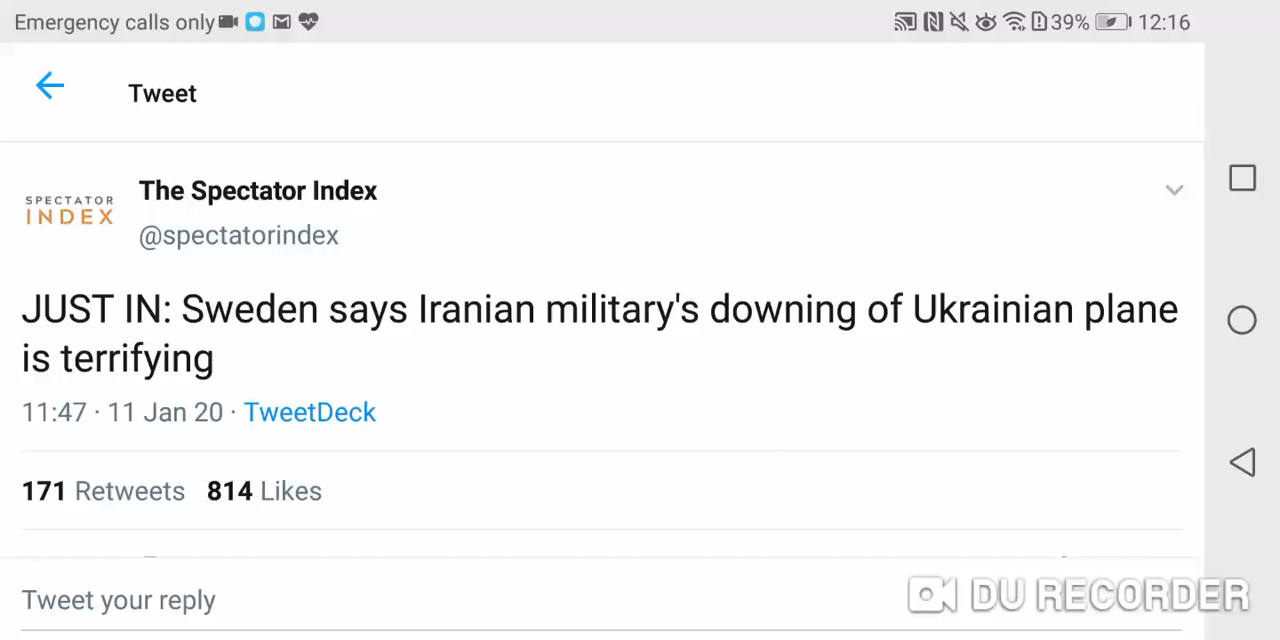 Emergency calls only
39% 12:16
Tweet
SPECTATOR
INDEX
The Spectator Index
@spectatorindex
JUST IN: Sweden says Iranian military's downing of Ukrainian plane
is terrifying
11:47 · 11 Jan 20 · TweetDeck
171 Retweets 814 Likes
Tweet your reply
DU RECORDER